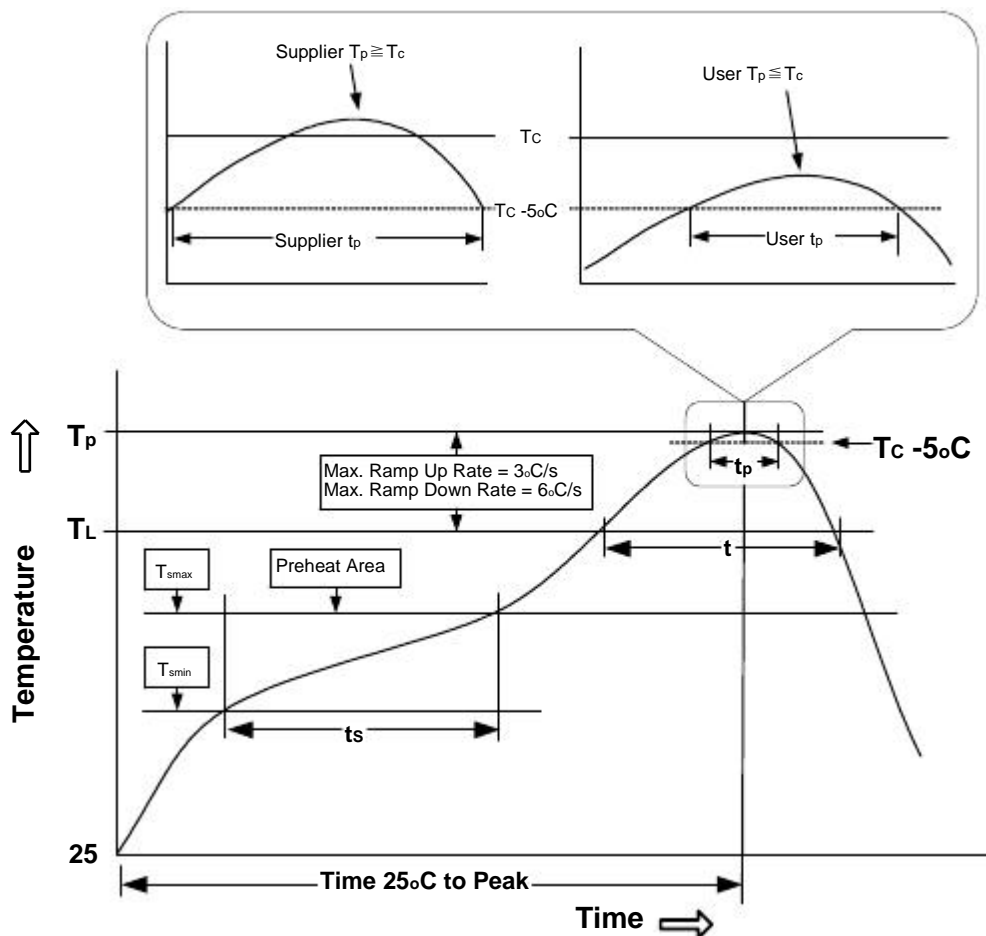 Supplier Tp≧Tc
User Tp≦Tc
Tc
Tc -5oC
Supplier tp
User tp
Tp
Tc -5oC
tp
Max. Ramp Up Rate = 3oC/s
Max. Ramp Down Rate = 6oC/s
TL
t
Tsmax
Preheat Area
Tsmin
ts
Temperature
25
Time 25oC to Peak
Time